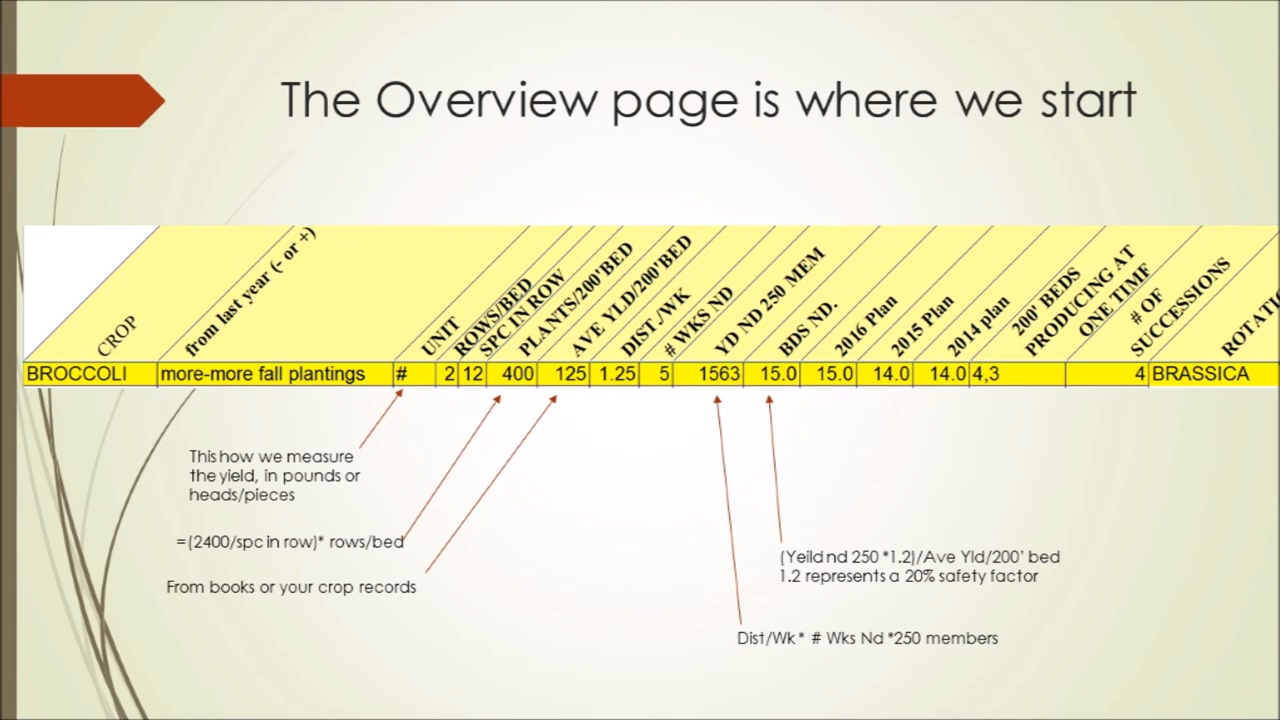 The Overview page is where we start
CROP
from last year (- or +)
UNIT
ROWS/BED
SPC IN ROW
PLANTS/200'BED
AVE YLD/200'BED
DIST./WK
# WKS ND
YD ND 250 MEM
BDS ND.
2016 Plan
2015 Plan
2014 plan
200' BEDS
PRODUCING AT
ONE TIME
# OF
SUCCESSIONS
ROTATI
BROCCOLI more-more fall plantings # 2 12 400 125 1.25 5 1563 15.0 15.0 14.0 14.0 4,3 4 BRASSICA
This how we measure
the yield, in pounds or
heads/pieces
=(2400/spc in row)* rows/bed
From books or your crop records
(Yeild nd 250 *1.2)/Ave Yld/200' bed
1.2 represents a 20% safety factor
Dist/Wk * # Wks Nd *250 members